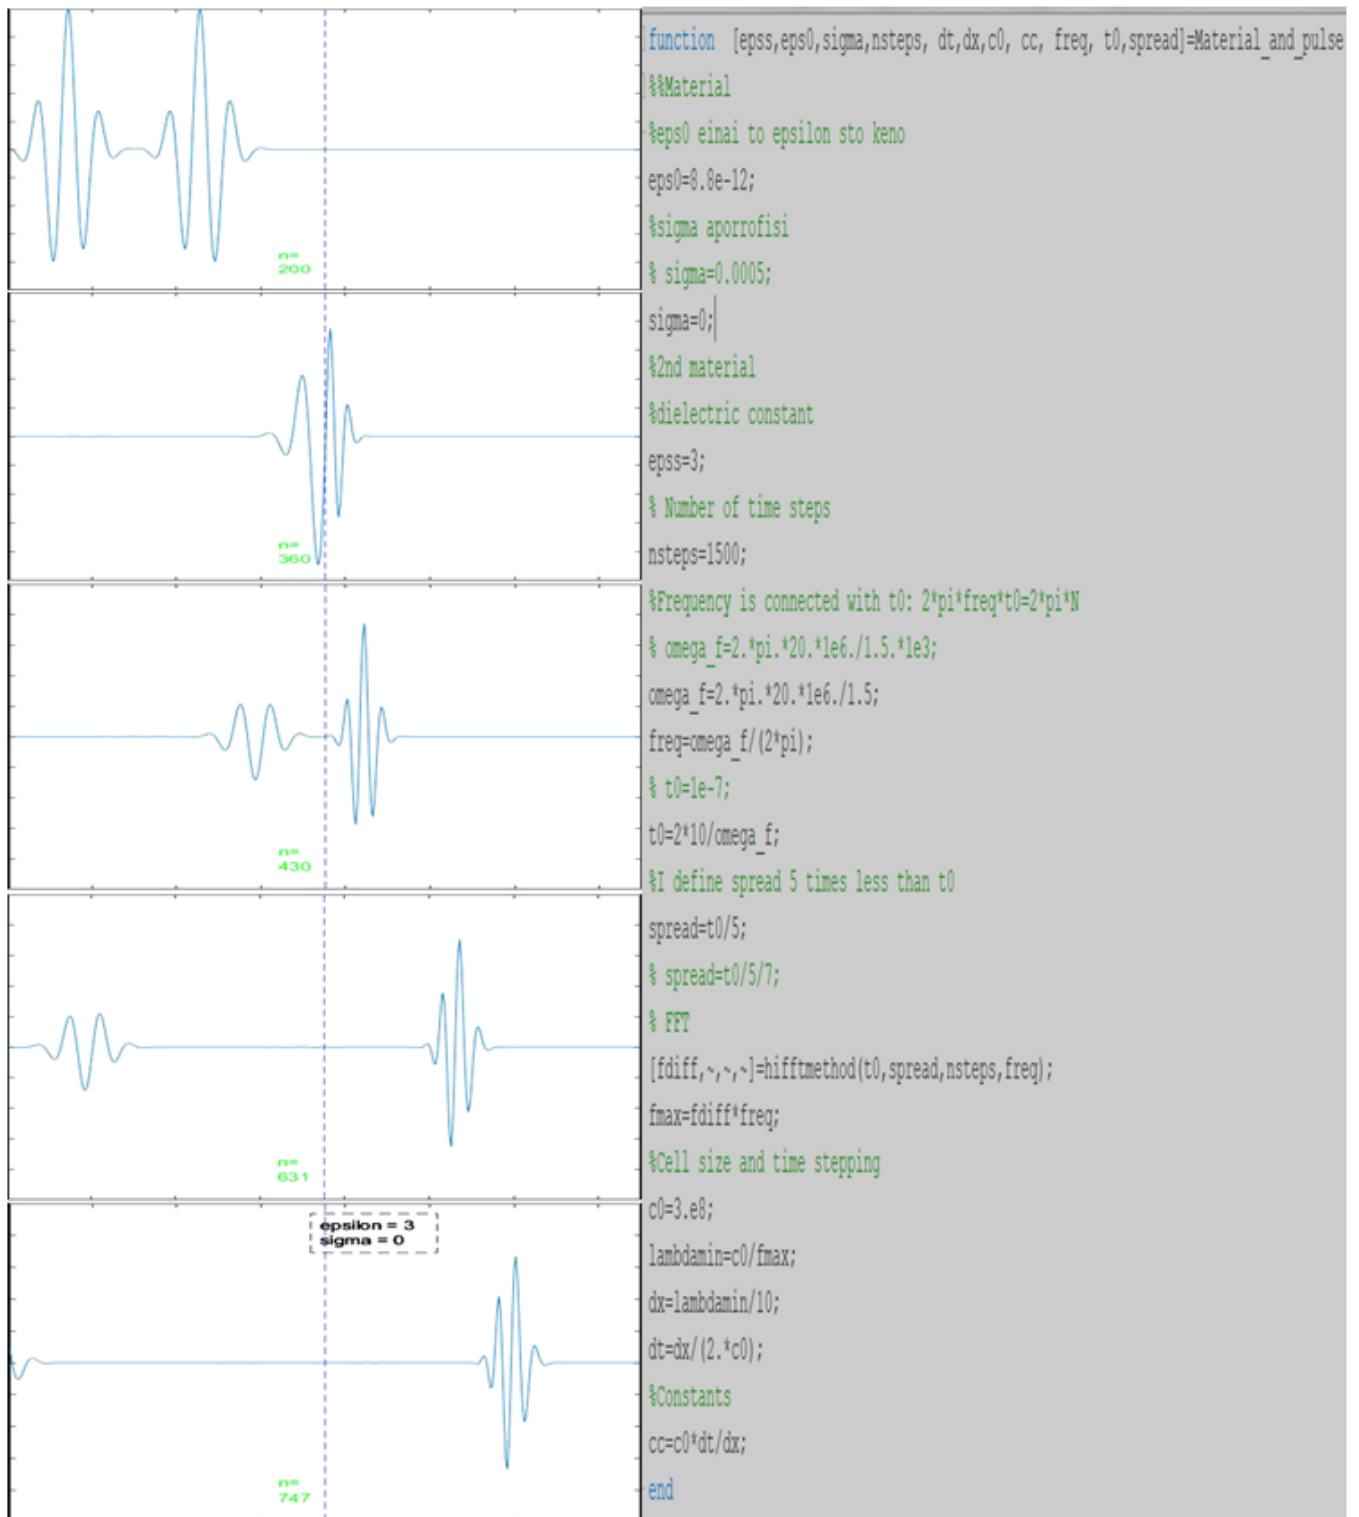 n=
200
n=
360
n=
430
n=
631
epsilon = 3
sigma = 0
n=
747
function [epss,eps0,sigma,nsteps, dt,dx,c0, cc, freq, t0,spread]=Material_and_pulse
%%Material
%eps0 einai to epsilon sto keno
eps0=8.8e-12;
%sigma aporrofisi
% sigma=0.0005;
sigma=0;
%2nd material
%dielectric constant
epss=3;
% Number of time steps
nsteps=1500;
%Frequency is connected with t0: 2*pi*freq*t0=2*pi*N
% omega_f=2.*pi.*20.*1e6./1.5.*1e3;
omega_f=2.*pi.*20.*1e6./1.5;
freq=omega_f/(2*pi);
% t0=1e-7;
t0=2*10/omega_f;
%I define spread 5 times less than t0
spread=t0/5;
% spread=t0/5/7;
% FFT
[fdiff,~,~,~]=hifftmethod(t0,spread,nsteps,freq);
fmax=fdiff*freq;
%Cell size and time stepping
c0=3.e8;
lambdamin=c0/fmax;
dx=lambdamin/10;
dt=dx/(2.*c0);
%Constants
cc=c0*dt/dx;
end